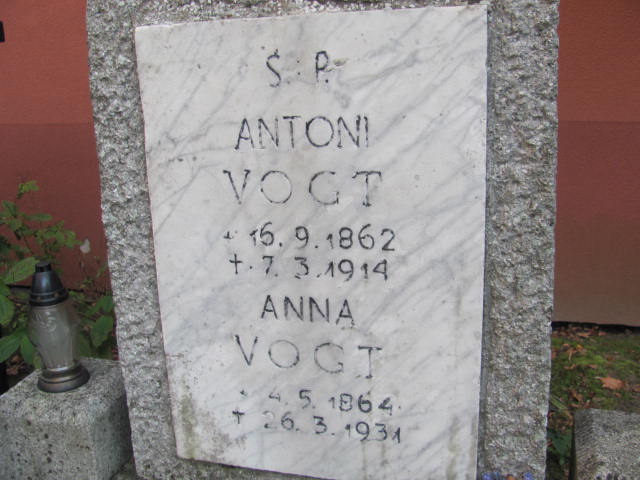 Ś. P.
ANTONI
VOGT
* 15. 9. 1862
† 7. 3. 1914
ANNA
VOGT
* 4. 5. 1864
† 26. 3. 1931